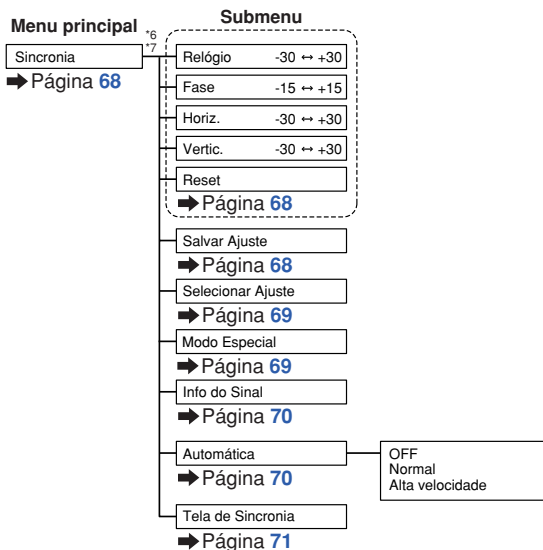 Menu principal
Submenu
*6
*7
Sincronia
➡ Página 68
Relógio -30 ↔ +30
Fase -15 ↔ +15
Horiz. -30 ↔ +30
Vertic. -30 ↔ +30
Reset
➡ Página 68
Salvar Ajuste
➡ Página 68
Selecionar Ajuste
➡ Página 69
Modo Especial
➡ Página 69
Info do Sinal
➡ Página 70
Automática
➡ Página 70
OFF
Normal
Alta velocidade
Tela de Sincronia
➡ Página 71